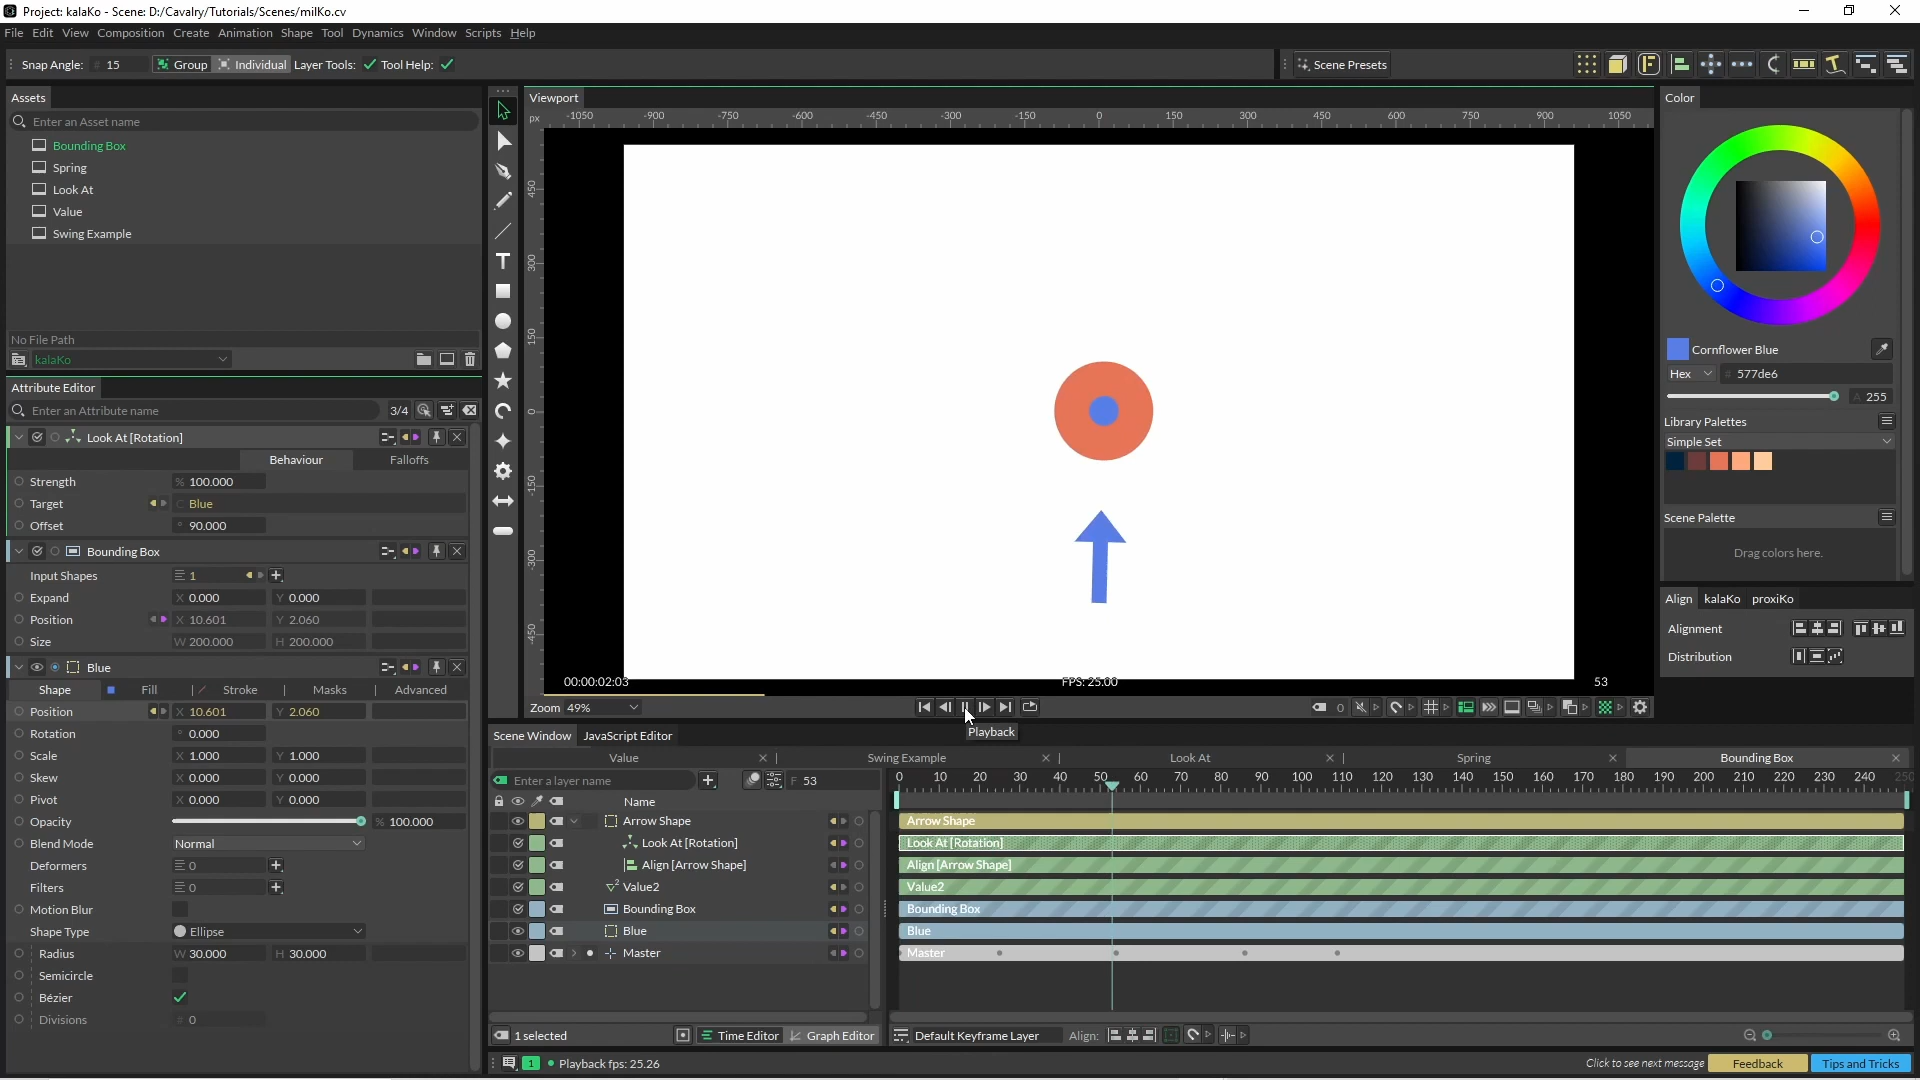 Project: kalaKo - Scene: D:/Cavalry/Tutorials/Scenes/milKo.cv
File Edit View Composition Create Animation Shape Tool Dynamics Window Scripts Help
Snap Angle: # 15 Group Individual Layer Tools: Tool Help: Scene Presets
Assets
Enter an Asset name
Bounding Box
Spring
Look At
Value
Swing Example
No File Path
kalaKo
Attribute Editor
Enter an Attribute name 3/4
Look At [Rotation]
Behaviour Falloffs
Strength % 100.000
Target Blue
Offset ° 90.000
Bounding Box
Input Shapes 1
Expand X 0.000 Y 0.000
Position X 10.601 Y 2.060
Size W 200.000 H 200.000
Blue
Shape Fill Stroke Masks Advanced
Position X 10.601 Y 2.060
Rotation ° 0.000
Scale X 1.000 Y 1.000
Skew X 0.000 Y 0.000
Pivot X 0.000 Y 0.000
Opacity % 100.000
Blend Mode Normal
Deformers 0
Filters 0
Motion Blur
Shape Type Ellipse
Radius W 30.000 H 30.000
Semicircle
Bézier
Divisions # 0
Viewport
px -1050 -900 -750 -600 -450 -300 -150 0 150 300 450 600 750 900 1050
450
300
150
0
-150
-300
-450
00:00:02:03 FPS: 25.00 53
Zoom 49% 0
Playback
Scene Window JavaScript Editor
Value Swing Example Look At Spring Bounding Box
Enter a layer name F 53
0 10 20 30 40 50 60 70 80 90 100 110 120 130 140 150 160 170 180 190 200 210 220 230 240 250
Name
Arrow Shape Arrow Shape
Look At [Rotation] Look At [Rotation]
Align [Arrow Shape] Align [Arrow Shape]
Value2 Value2
Bounding Box Bounding Box
Blue Blue
Master Master
1 selected Time Editor Graph Editor Default Keyframe Layer Align:
1 Playback fps: 25.26 Click to see next message Feedback Tips and Tricks
Color
Cornflower Blue
Hex # 577de6
A 255
Library Palettes
Simple Set
Scene Palette
Drag colors here.
Align kalaKo proxiKo
Alignment
Distribution